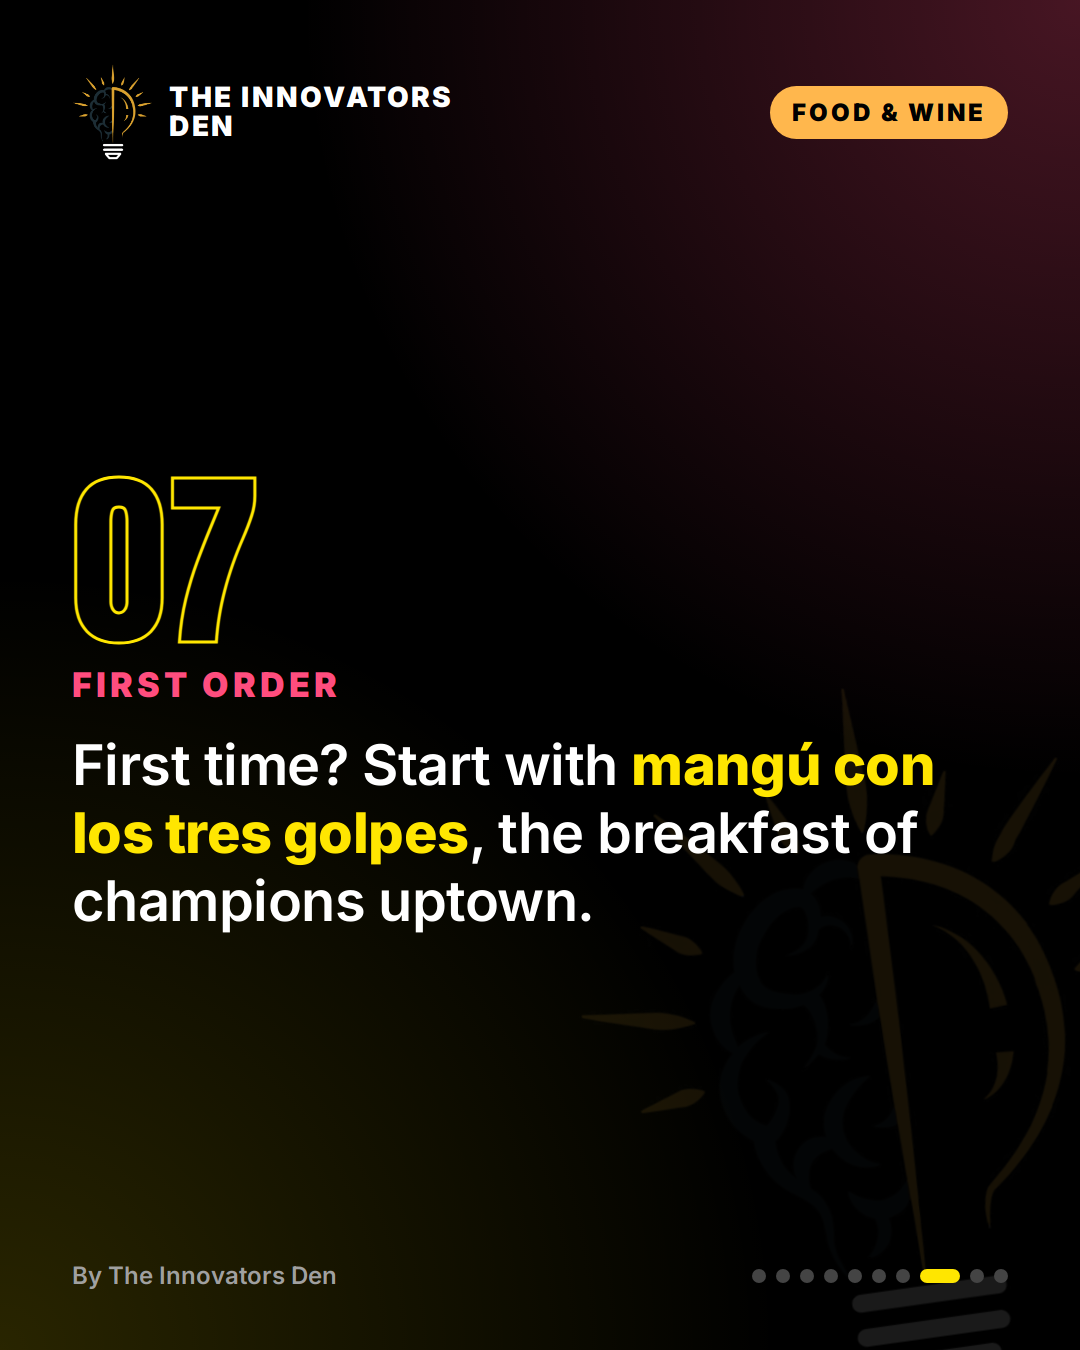 THE INNOVATORS
DEN
FOOD & WINE
07
FIRST ORDER
First time? Start with mangú con
los tres golpes, the breakfast of
champions uptown.
By The Innovators Den